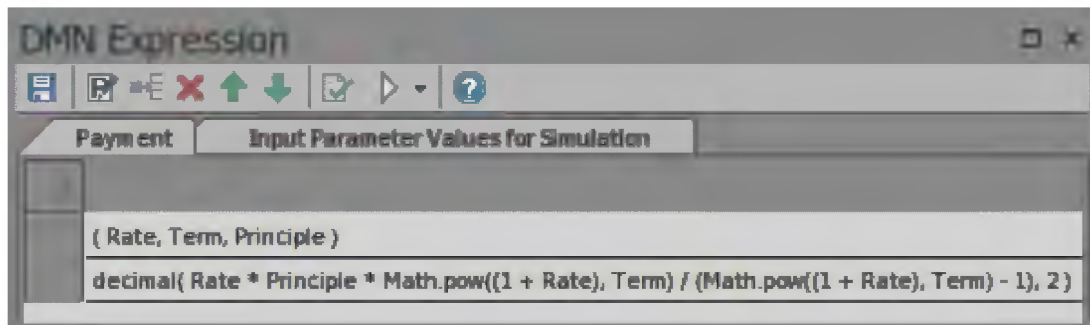 DMN Expression
Payment Input Parameter Values for Simulation
( Rate, Term, Principle )
decimal( Rate * Principle * Math.pow((1 + Rate), Term) / (Math.pow((1 + Rate), Term) - 1), 2 )